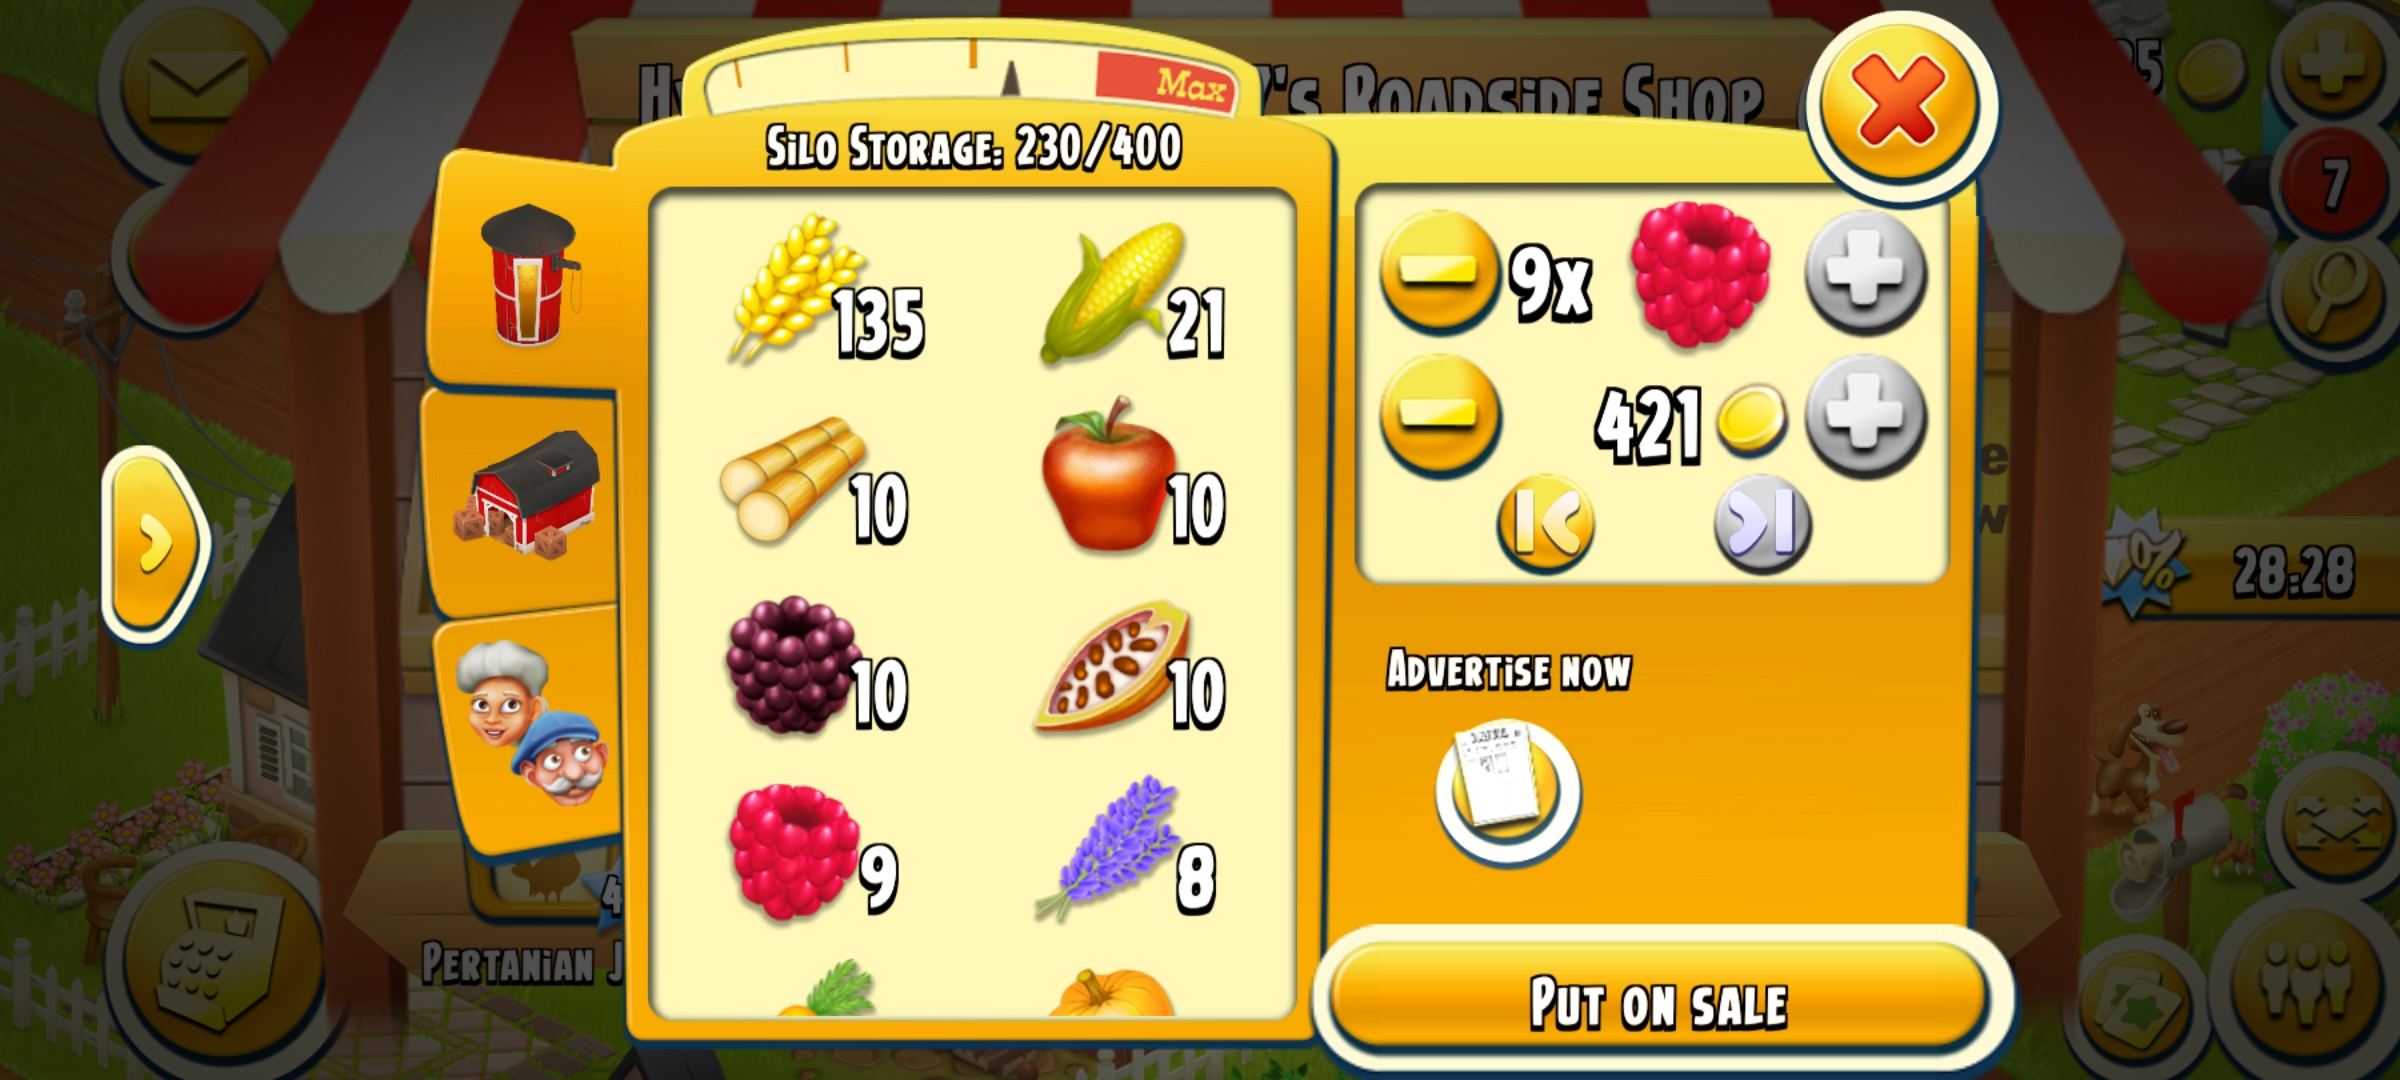 Max
'S ROADSIDE SHOP
SILO STORAGE: 230/400
7
135
21
9x
421
10
10
28:28
10
10
ADVERTISE NOW
9
8
PERTANIAN J
PUT ON SALE